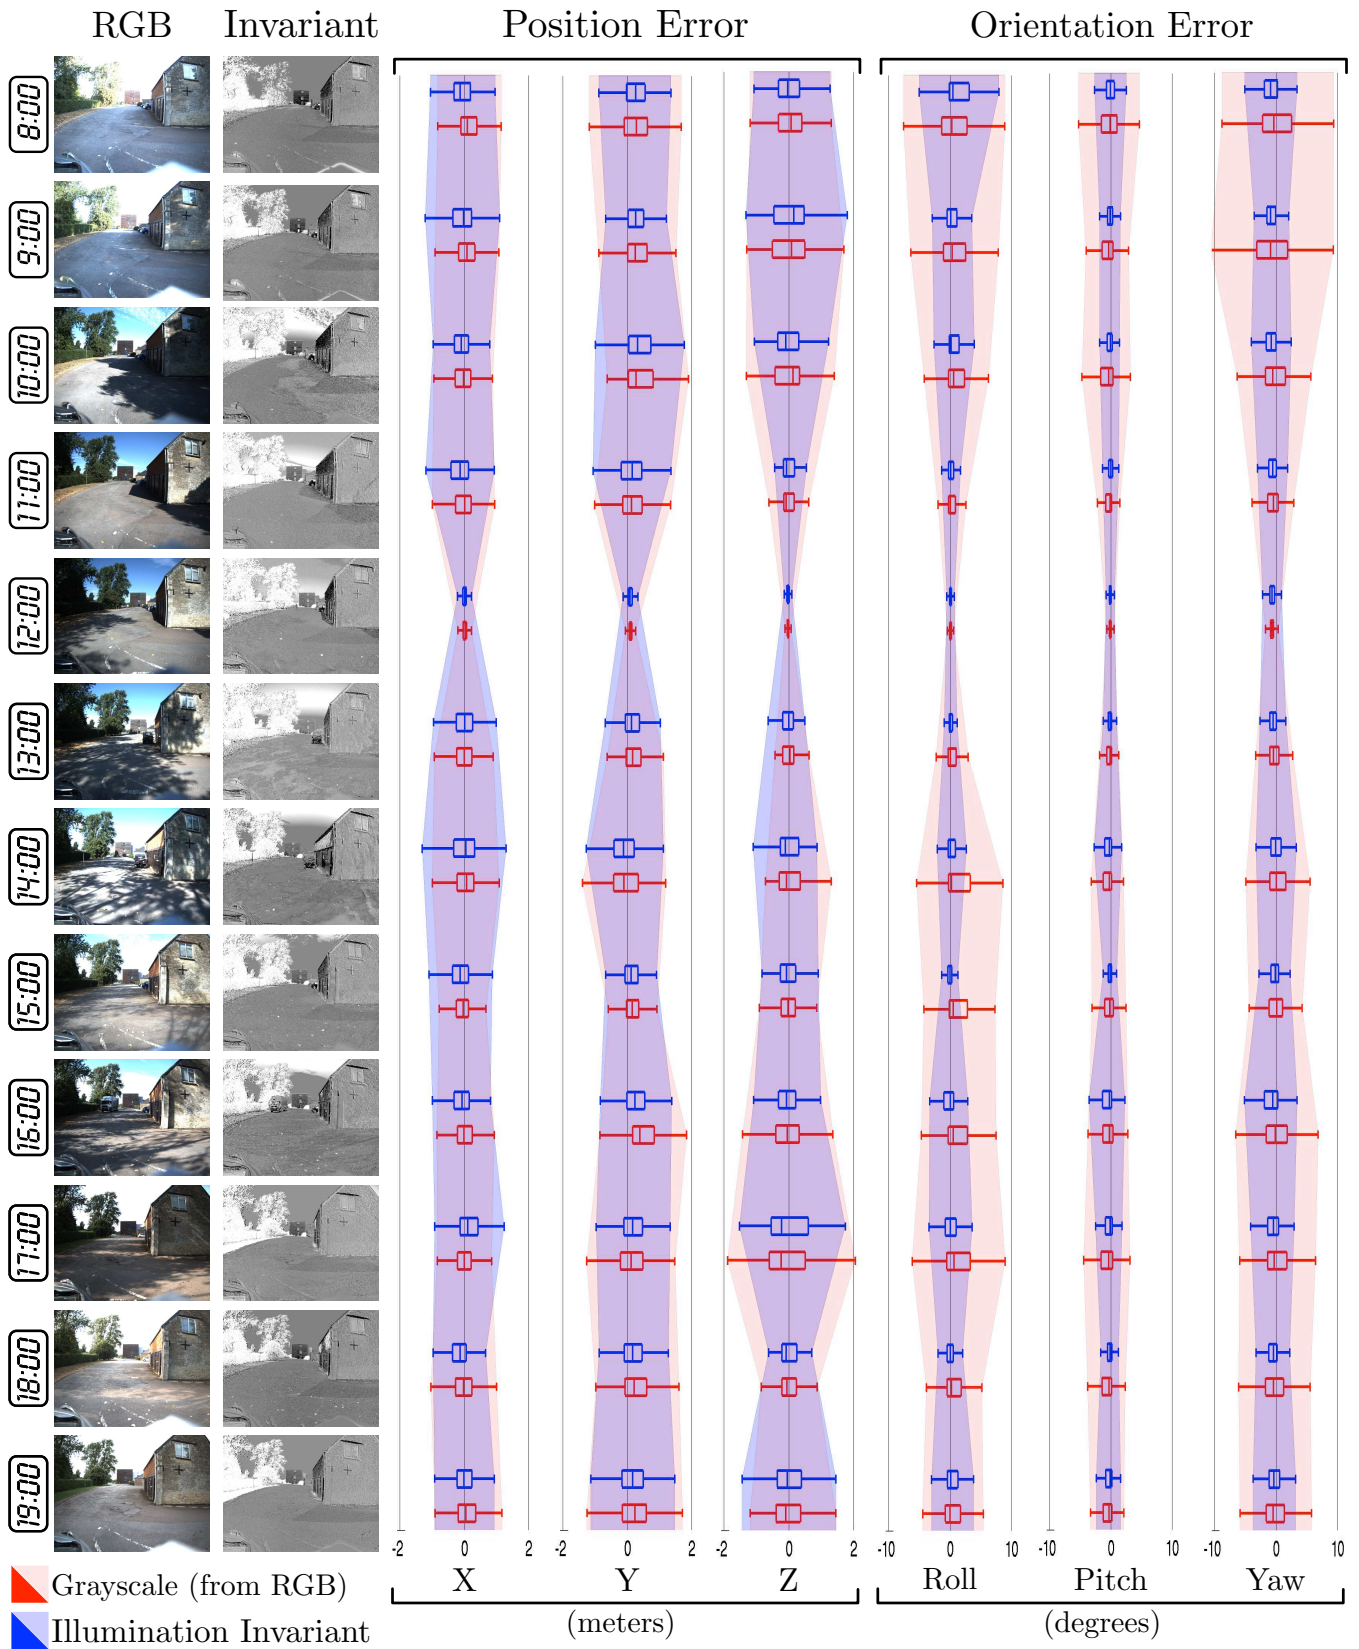 RGB Invariant Position Error Orientation Error
8:00
9:00
10:00
11:00
12:00
13:00
14:00
15:00
16:00
17:00
18:00
19:00
-2 0 2 -2 0 2 -2 0 2 -10 0 10 -10 0 10 -10 0 10
X Y Z Roll Pitch Yaw
(meters) (degrees)
Grayscale (from RGB)
Illumination Invariant